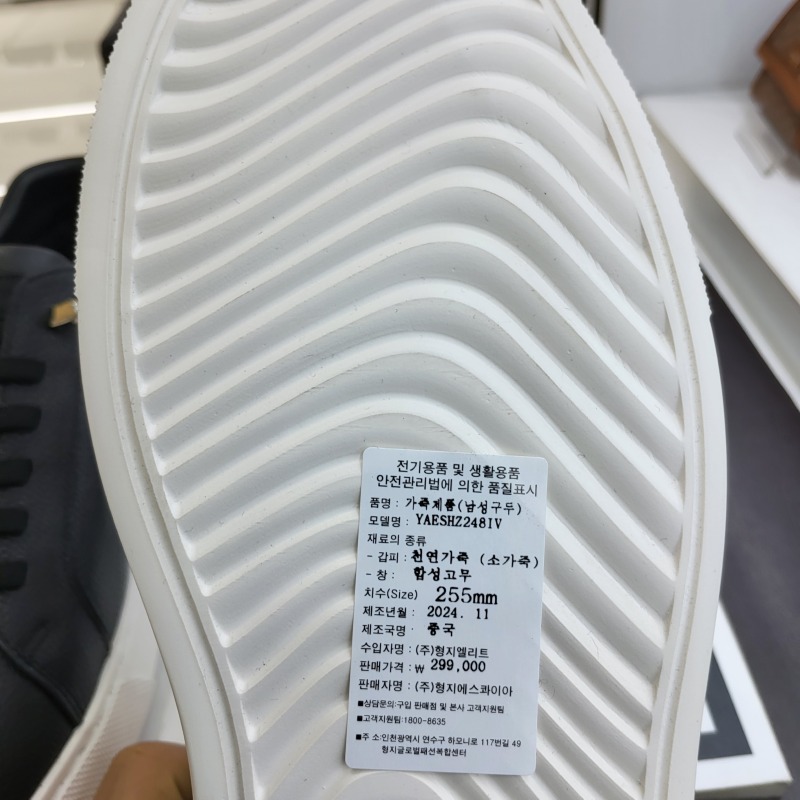 전기용품 및 생활용품
안전관리법에 의한 품질표시
품명 : 가죽제품(남성구두)
모델명 : YAESHZ248IV
재료의 종류
- 갑피 : 천연가죽 (소가죽)
- 창 : 합성고무
치수(Size) 255mm
제조년월 : 2024. 11
제조국명 · 중국
수입자명 : (주)형지엘리트
판매가격 : ₩ 299,000
판매자명 : (주)형지에스콰이아
■상담문의:구입 판매점 및 본사 고객지원팀
■고객지원팀:1800-8635
■주 소:인천광역시 연수구 하모니로 117번길 49
형지글로벌패션복합센터